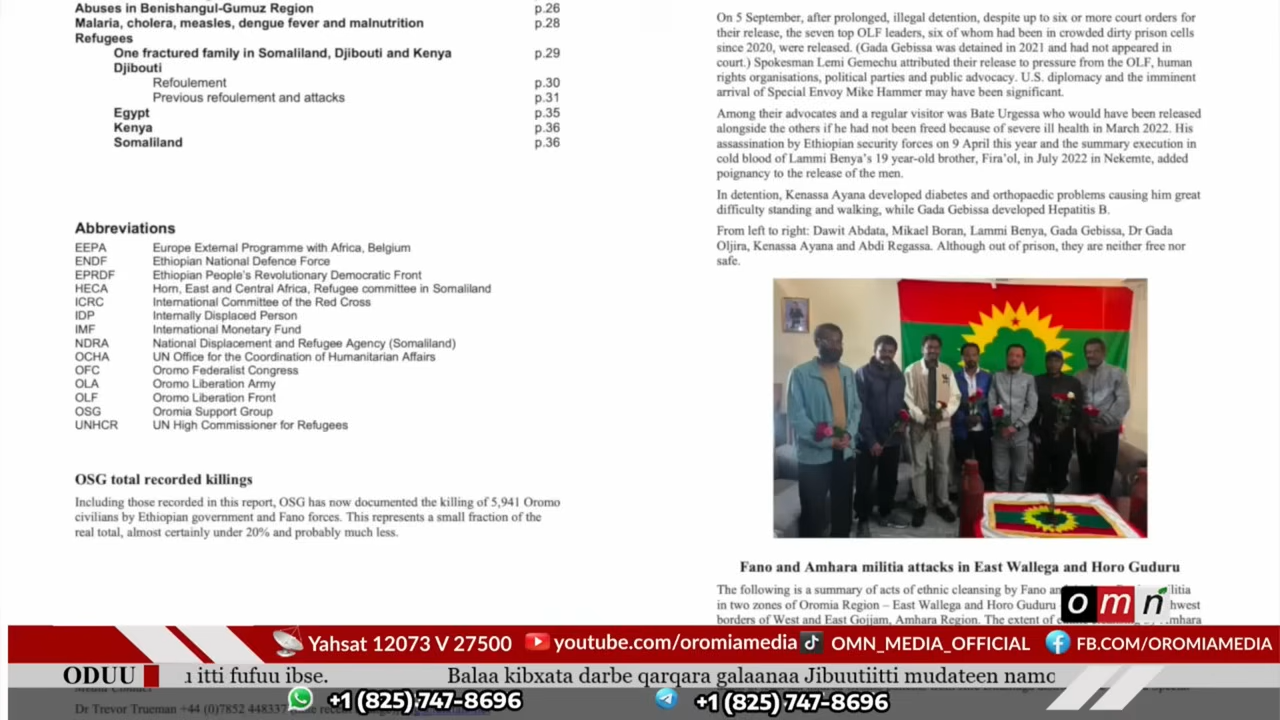 Abuses in Benishangul-Gumuz Region p.26
Malaria, cholera, measles, dengue fever and malnutrition p.28
Refugees
One fractured family in Somaliland, Djibouti and Kenya p.29
Djibouti
Refoulement p.30
Previous refoulement and attacks p.31
Egypt p.35
Kenya p.36
Somaliland p.36
Abbreviations
EEPA Europe External Programme with Africa, Belgium
ENDF Ethiopian National Defence Force
EPRDF Ethiopian People's Revolutionary Democratic Front
HECA Horn, East and Central Africa, Refugee committee in Somaliland
ICRC International Committee of the Red Cross
IDP Internally Displaced Person
IMF International Monetary Fund
NDRA National Displacement and Refugee Agency (Somaliland)
OCHA UN Office for the Coordination of Humanitarian Affairs
OFC Oromo Federalist Congress
OLA Oromo Liberation Army
OLF Oromo Liberation Front
OSG Oromia Support Group
UNHCR UN High Commissioner for Refugees
OSG total recorded killings
Including those recorded in this report, OSG has now documented the killing of 5,941 Oromo
civilians by Ethiopian government and Fano forces. This represents a small fraction of the
real total, almost certainly under 20% and probably much less.
On 5 September, after prolonged, illegal detention, despite up to six or more court orders for
their release, the seven top OLF leaders, six of whom had been in crowded dirty prison cells
since 2020, were released. (Gada Gebissa was detained in 2021 and had not appeared in
court.) Spokesman Lemi Gemechu attributed their release to pressure from the OLF, human
rights organisations, political parties and public advocacy. U.S. diplomacy and the imminent
arrival of Special Envoy Mike Hammer may have been significant.
Among their advocates and a regular visitor was Bate Urgessa who would have been released
alongside the others if he had not been freed because of severe ill health in March 2022. His
assassination by Ethiopian security forces on 9 April this year and the summary execution in
cold blood of Lammi Benya's 19 year-old brother, Fira'ol, in July 2022 in Nekemte, added
poignancy to the release of the men.
In detention, Kenassa Ayana developed diabetes and orthopaedic problems causing him great
difficulty standing and walking, while Gada Gebissa developed Hepatitis B.
From left to right: Dawit Abdata, Mikael Boran, Lammi Benya, Gada Gebissa, Dr Gada
Oljira, Kenassa Ayana and Abdi Regassa. Although out of prison, they are neither free nor
safe.
Fano and Amhara militia attacks in East Wallega and Horo Guduru
The following is a summary of acts of ethnic cleansing by Fano
in two zones of Oromia Region – East Wallega and Horo Guduru
borders of West and East Gojjam, Amhara Region. The extent of
omn
Yahsat 12073 V 27500 youtube.com/oromiamedia OMN_MEDIA_OFFICIAL FB.COM/OROMIAMEDIA
ODUU itti fufuu ibse. Balaa kibxata darbe qarqara galaanaa Jibuutiitti mudateen namo
+1 (825) 747-8696 +1 (825) 747-8696
Dr Trevor Trueman +44 (0)7852 448337